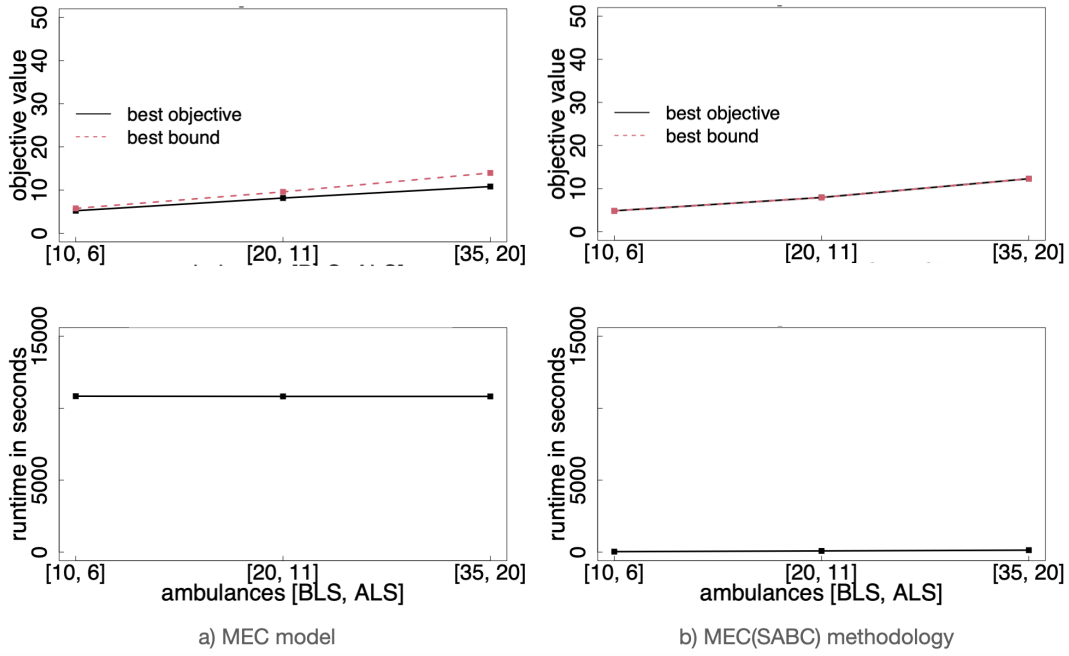 objective value
50
40
30
20
10
0
best objective
best bound
[10, 6] [20, 11] [35, 20]
objective value
50
40
30
20
10
0
best objective
best bound
[10, 6] [20, 11] [35, 20]
runtime in seconds
15000
5000
0
[10, 6] [20, 11] [35, 20]
ambulances [BLS, ALS]
a) MEC model
runtime in seconds
15000
5000
0
[10, 6] [20, 11] [35, 20]
ambulances [BLS, ALS]
b) MEC(SABC) methodology